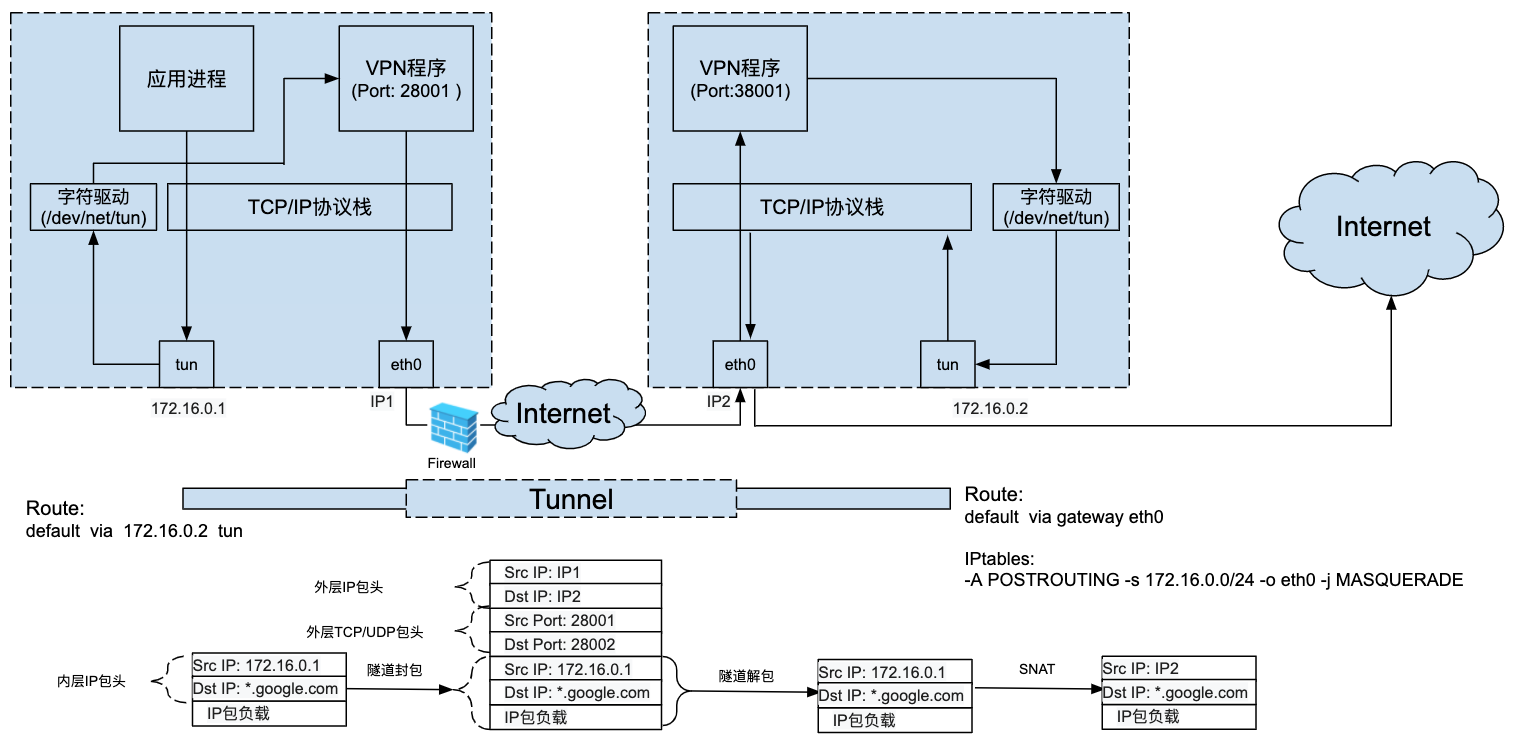 应用进程
VPN程序
(Port: 28001 )
字符驱动
(/dev/net/tun)
TCP/IP协议栈
tun
eth0
172.16.0.1
IP1
Firewall
Internet
VPN程序
(Port:38001)
TCP/IP协议栈
字符驱动
(/dev/net/tun)
eth0
tun
IP2
172.16.0.2
Internet
Route:
default via 172.16.0.2 tun
Tunnel
Route:
default via gateway eth0
IPtables:
-A POSTROUTING -s 172.16.0.0/24 -o eth0 -j MASQUERADE
内层IP包头
Src IP: 172.16.0.1
Dst IP: *.google.com
IP包负载
隧道封包
外层IP包头
外层TCP/UDP包头
Src IP: IP1
Dst IP: IP2
Src Port: 28001
Dst Port: 28002
Src IP: 172.16.0.1
Dst IP: *.google.com
IP包负载
隧道解包
Src IP: 172.16.0.1
Dst IP: *.google.com
IP包负载
SNAT
Src IP: IP2
Dst IP: *.google.com
IP包负载